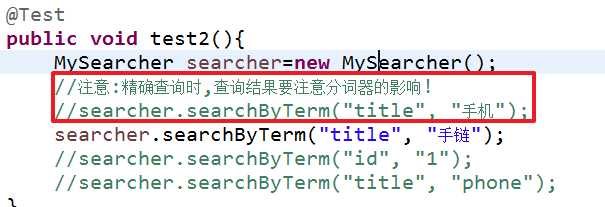 @Test
public void test2(){
MySearcher searcher=new MySearcher();
//注意:精确查询时,查询结果要注意分词器的影响!
//searcher.searchByTerm("title", "手机");
searcher.searchByTerm("title", "手链");
//searcher.searchByTerm("id", "1");
//searcher.searchByTerm("title", "phone");
}